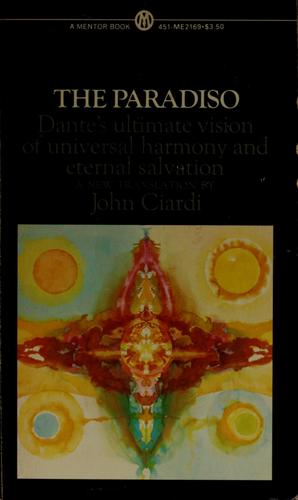 A MENTOR BOOK
451-ME2169•$3.50
THE PARADISO
Dante's ultimate vision
of universal harmony and
eternal salvation
A NEW TRANSLATION BY
John Ciardi